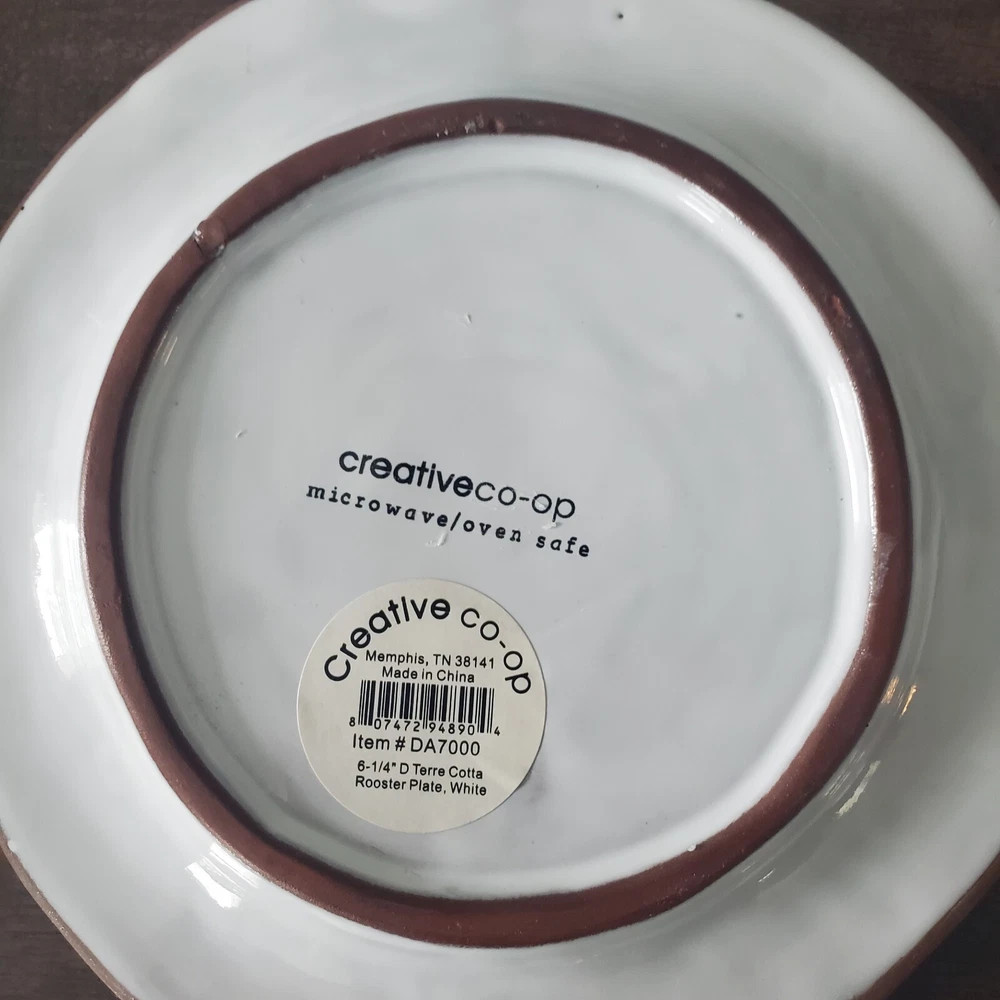 creativeco-op
microwave/oven safe
Creative co-op
Memphis, TN 38141
Made in China
8 07472 94890 4
Item # DA7000
6-1/4" D Terre Cotta
Rooster Plate, White